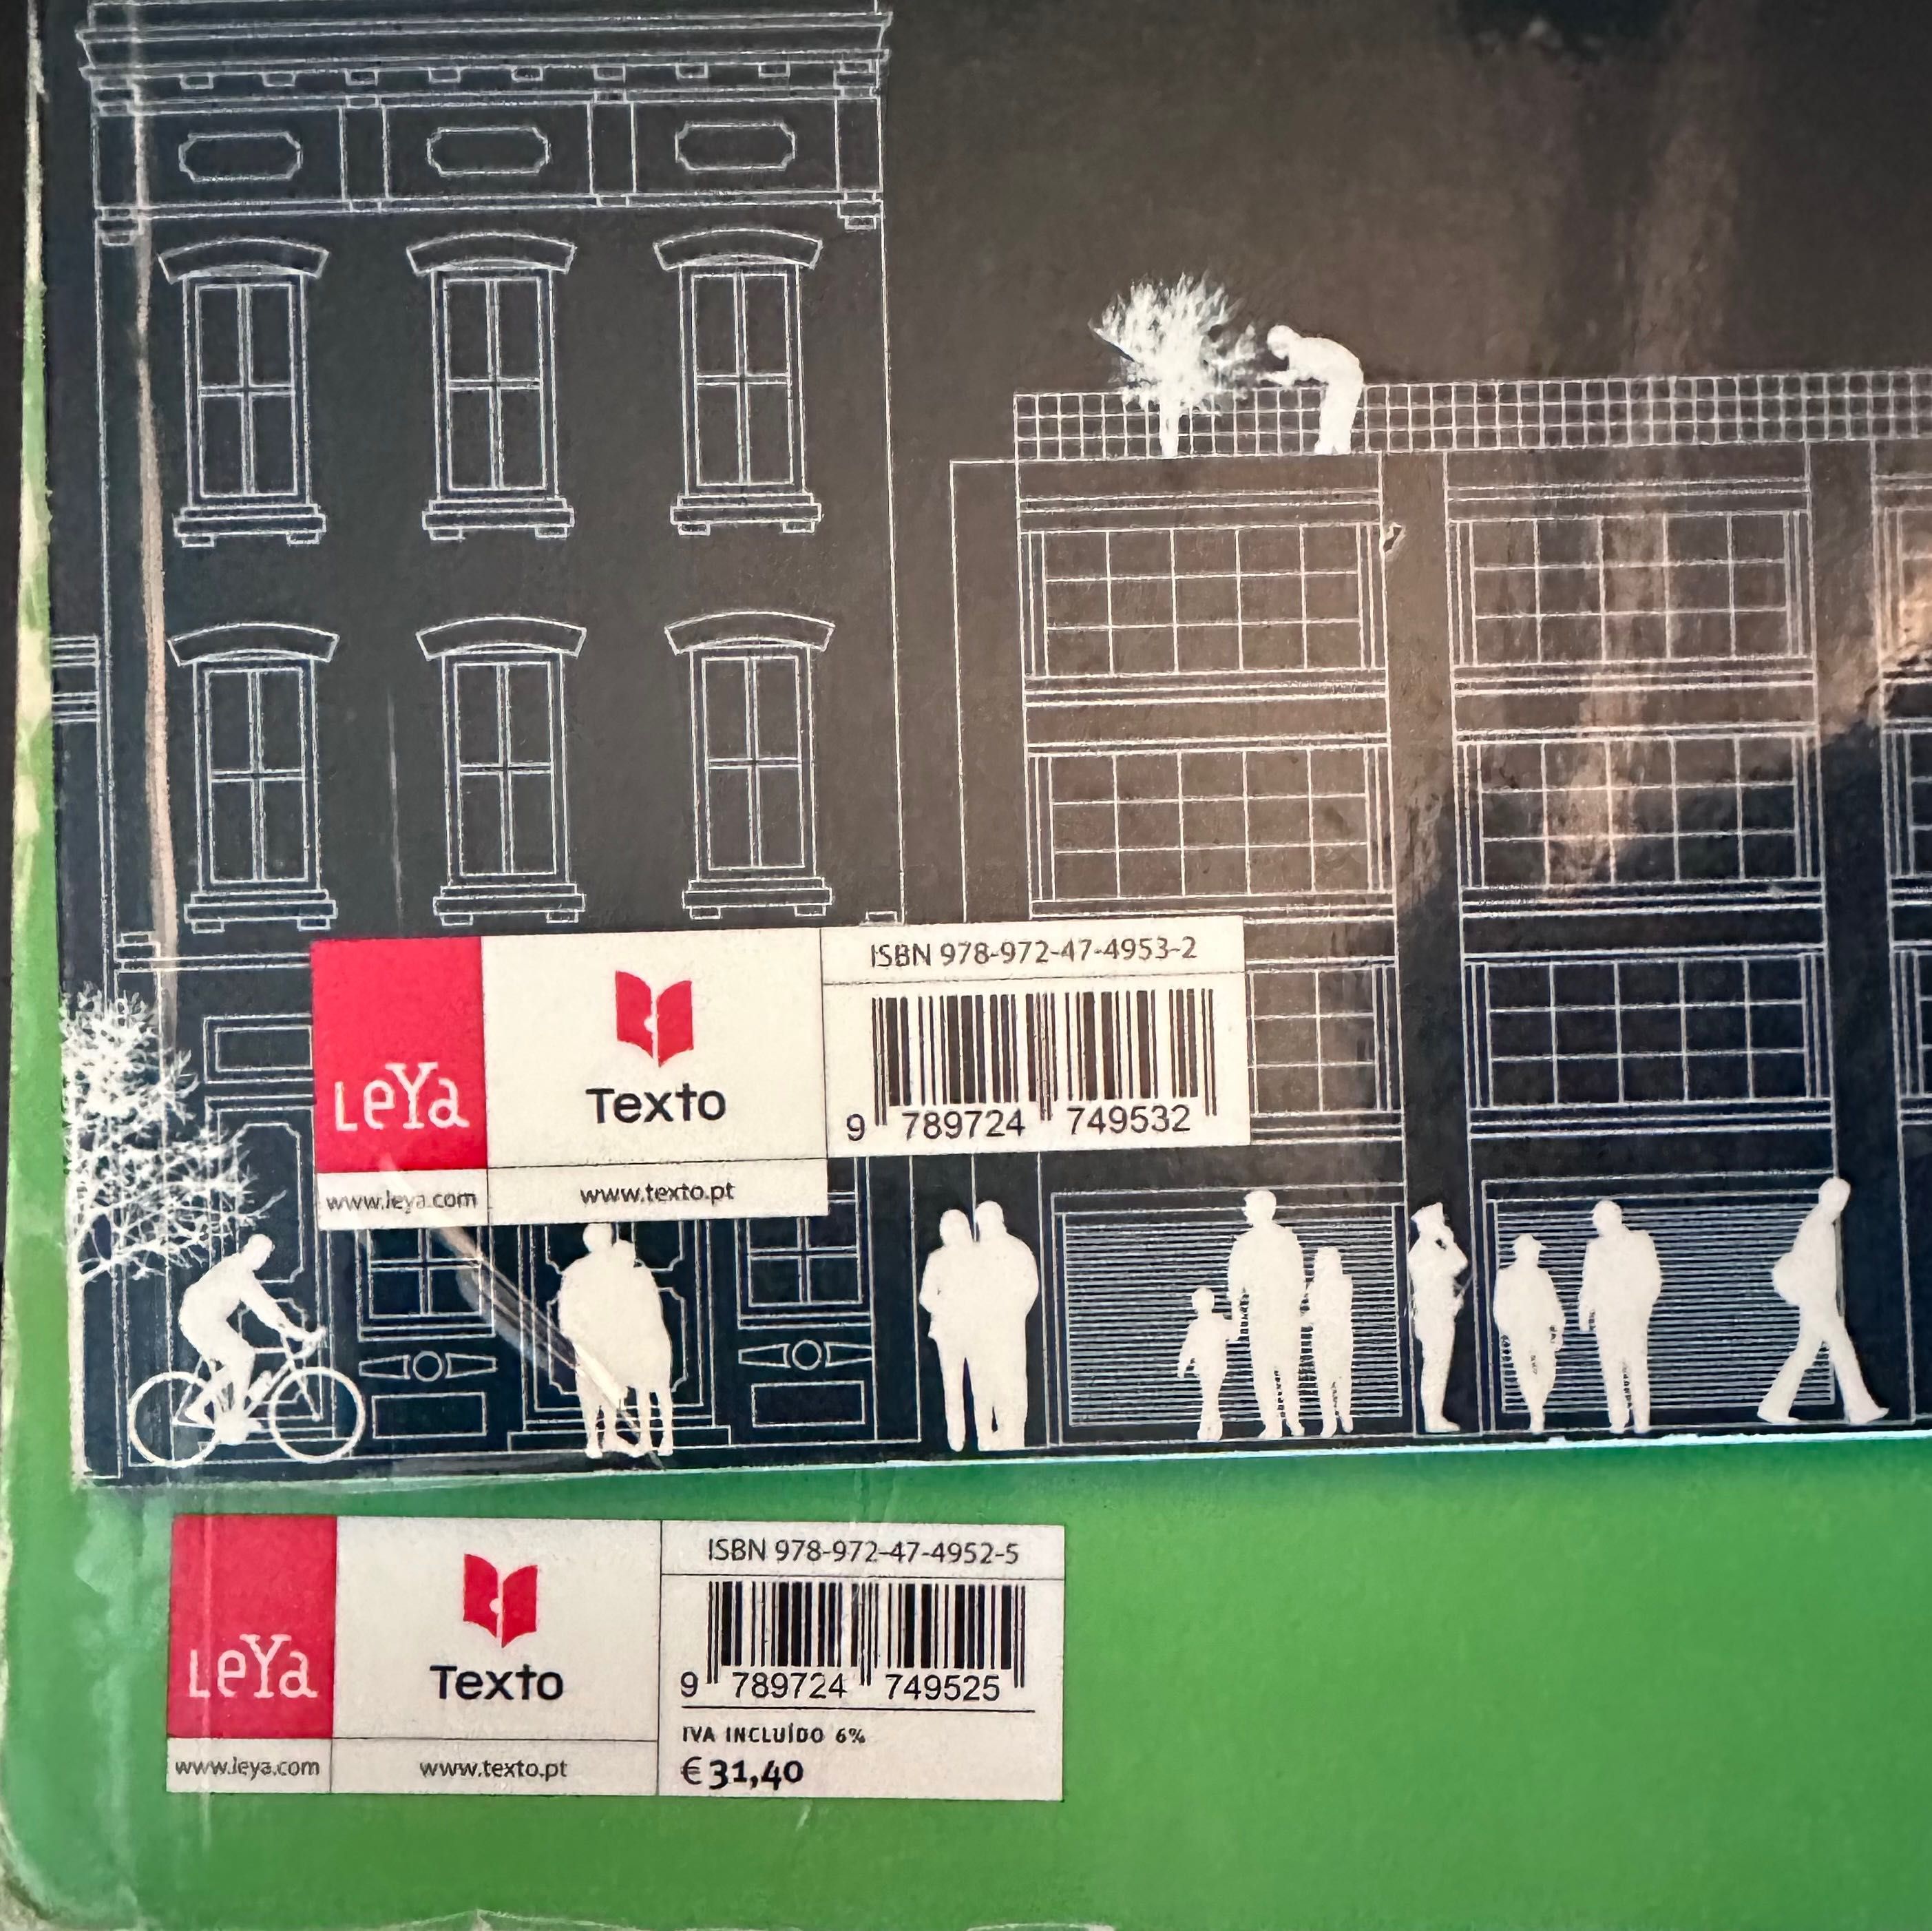 ISBN 978-972-47-4953-2
LeYa
Texto
9 789724 749532
www.leya.com
www.texto.pt
ISBN 978-972-47-4952-5
LeYa
Texto
9 789724 749525
IVA INCLUÍDO 6%
€31,40
www.leya.com
www.texto.pt